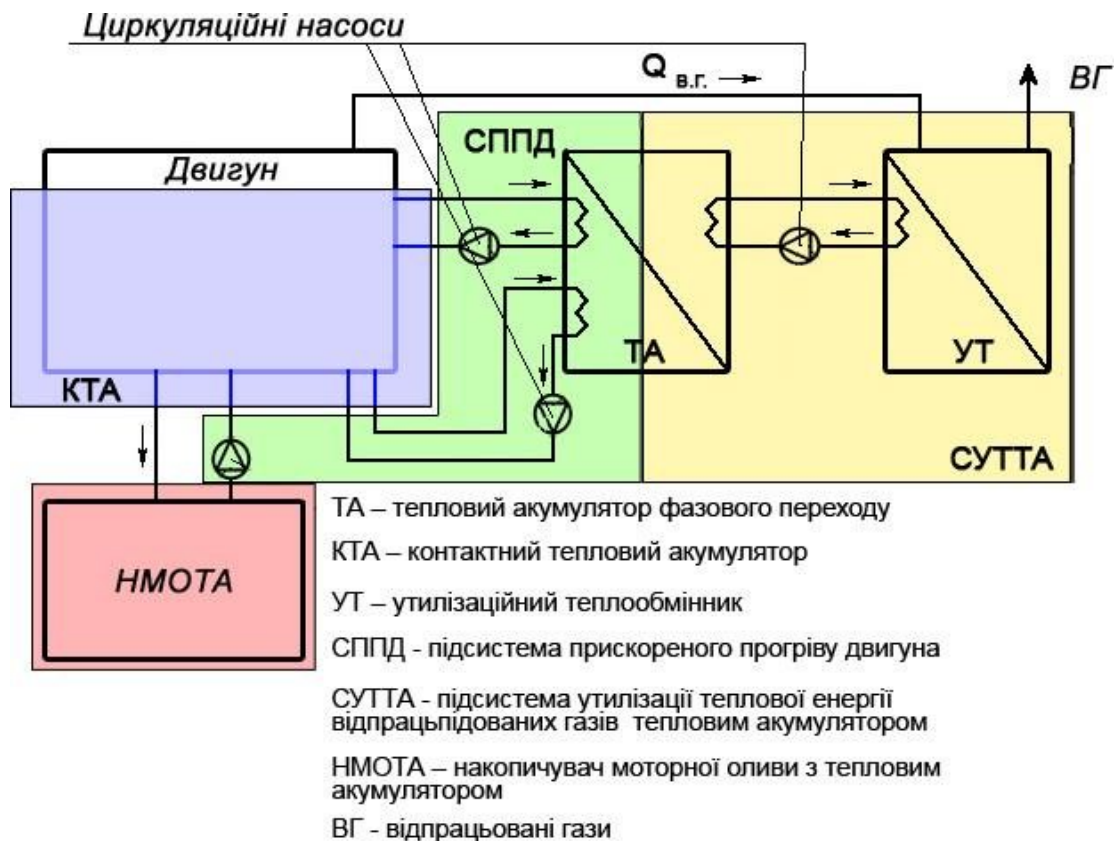 Циркуляційні насоси
Q в.г.
ВГ
СППД
Двигун
КТА
ТА
УТ
СУТТА
НМОТА
ТА – тепловий акумулятор фазового переходу
КТА – контактний тепловий акумулятор
УТ – утилізаційний теплообмінник
СППД - підсистема прискореного прогріву двигуна
СУТТА - підсистема утилізації теплової енергії
відпрацьпідованих газів тепловим акумулятором
НМОТА – накопичувач моторної оливи з тепловим
акумулятором
ВГ - відпрацьовані гази